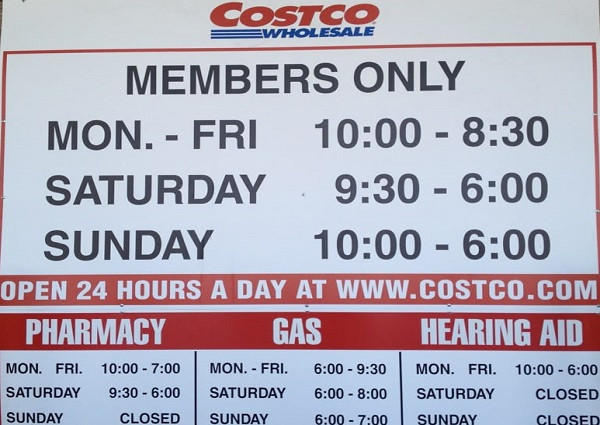 COSTCO
WHOLESALE
MEMBERS ONLY
MON. - FRI 10:00 - 8:30
SATURDAY 9:30 - 6:00
SUNDAY 10:00 - 6:00
OPEN 24 HOURS A DAY AT WWW.COSTCO.COM
PHARMACY
MON. FRI. 10:00 - 7:00
SATURDAY 9:30 - 6:00
SUNDAY CLOSED
GAS
MON. - FRI. 6:00 - 9:30
SATURDAY 6:00 - 8:00
SUNDAY 6:00 - 7:00
HEARING AID
MON. FRI. 10:00 - 6:00
SATURDAY CLOSED
SUNDAY CLOSED